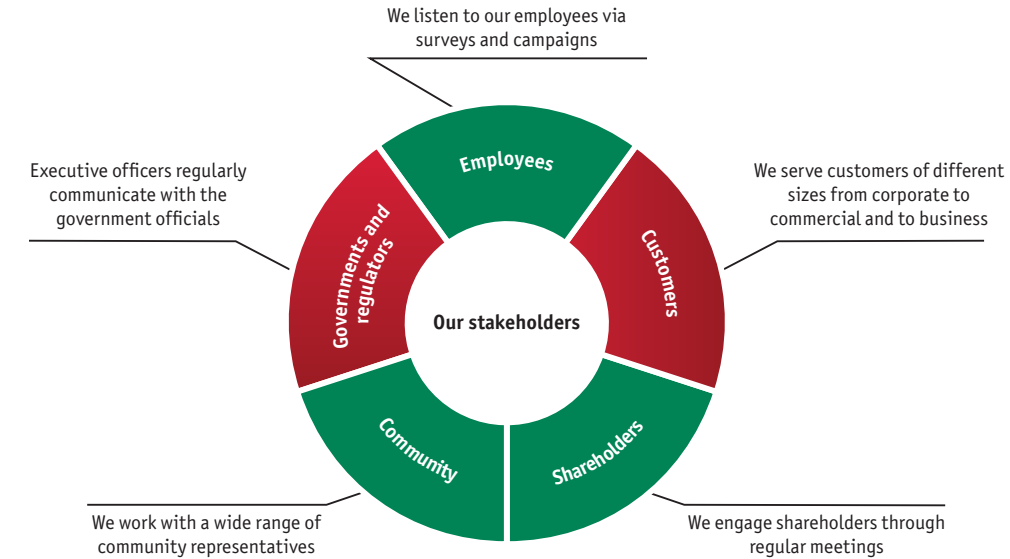 We listen to our employees via
surveys and campaigns
Employees
Executive officers regularly
communicate with the
government officials
Governments and
regulators
We serve customers of different
sizes from corporate to
commercial and to business
Customers
Our stakeholders
Community
Shareholders
We work with a wide range of
community representatives
We engage shareholders through
regular meetings